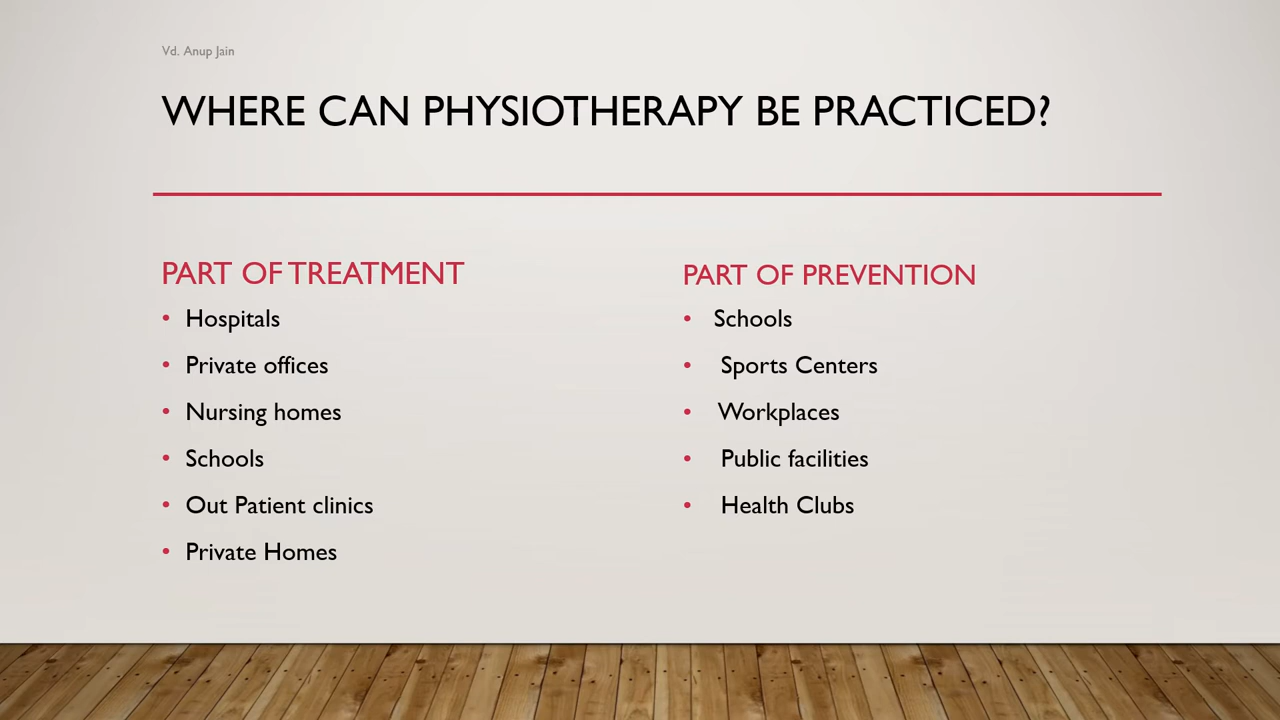 Vd. Anup Jain
WHERE CAN PHYSIOTHERAPY BE PRACTICED?
PART OF TREATMENT
• Hospitals
• Private offices
• Nursing homes
• Schools
• Out Patient clinics
• Private Homes
PART OF PREVENTION
• Schools
• Sports Centers
• Workplaces
• Public facilities
• Health Clubs